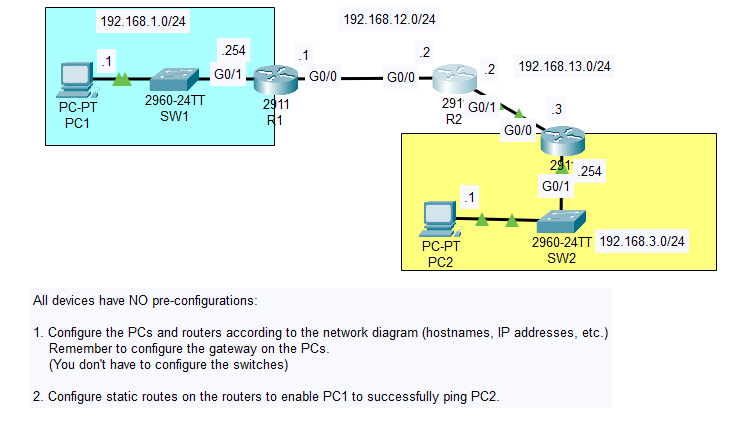 192.168.1.0/24
192.168.12.0/24
.254
.1
.1
.2
.2
192.168.13.0/24
G0/1
G0/0
G0/0
PC-PT
PC1
2960-24TT
SW1
2911
R1
291
R2
G0/1
.3
G0/0
291
.254
G0/1
.1
PC-PT
PC2
2960-24TT
SW2
192.168.3.0/24
All devices have NO pre-configurations:
1. Configure the PCs and routers according to the network diagram (hostnames, IP addresses, etc.)
Remember to configure the gateway on the PCs.
(You don't have to configure the switches)
2. Configure static routes on the routers to enable PC1 to successfully ping PC2.